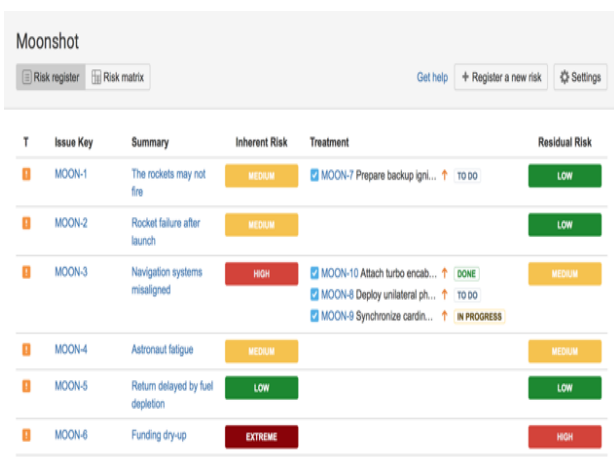 Moonshot
Risk register Risk matrix Get help + Register a new risk Settings
T Issue Key Summary Inherent Risk Treatment Residual Risk
MOON-1 The rockets may not fire MEDIUM MOON-7 Prepare backup igni... ↑ TO DO LOW
MOON-2 Rocket failure after launch MEDIUM LOW
MOON-3 Navigation systems misaligned HIGH MOON-10 Attach turbo encab... ↑ DONE MEDIUM
MOON-8 Deploy unilateral ph... ↑ TO DO
MOON-9 Synchronize cardin... ↑ IN PROGRESS
MOON-4 Astronaut fatigue MEDIUM MEDIUM
MOON-5 Return delayed by fuel depletion LOW LOW
MOON-6 Funding dry-up EXTREME HIGH